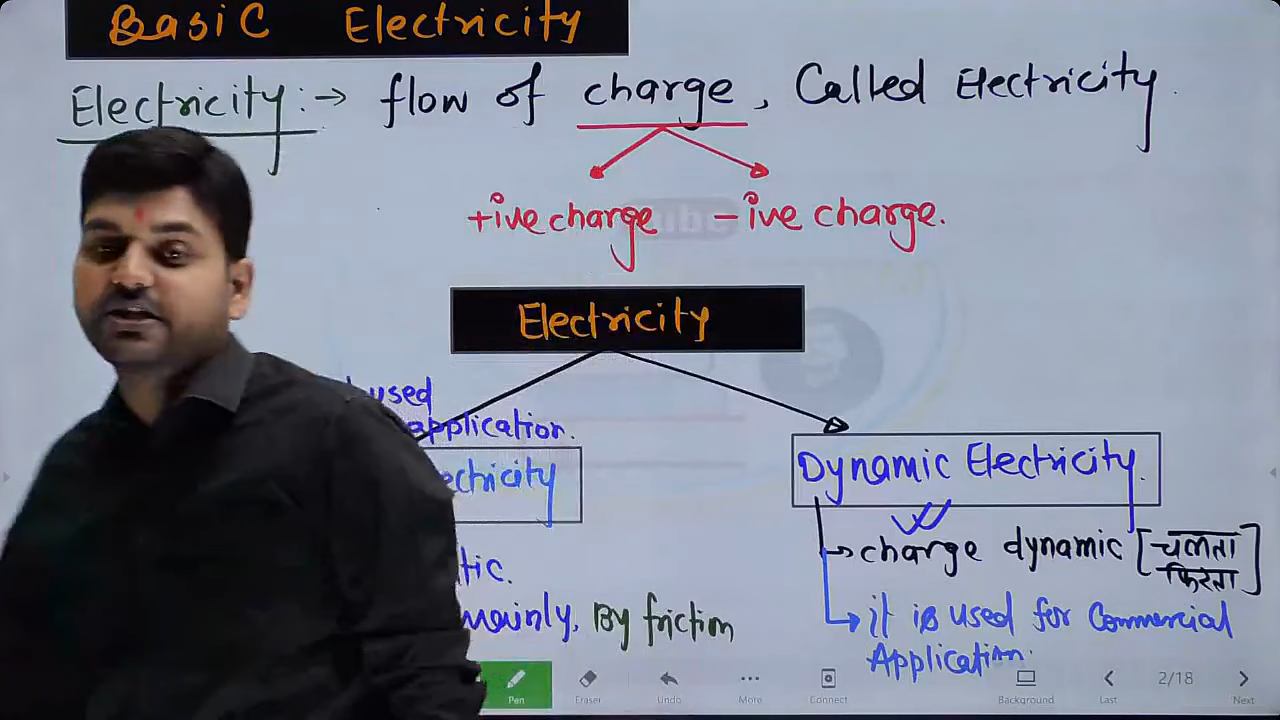 Basic Electricity
Electricity:→ flow of charge, Called Electricity.
+ive charge -ive charge.
Electricity
used
application.
ectricity
Dynamic Electricity.
→ charge dynamic [चलता
फिरता]
tic.
mainly, By friction
→ it is used for Commercial
Application.
Pen Eraser Undo More Connect Background Last 2/18 Next